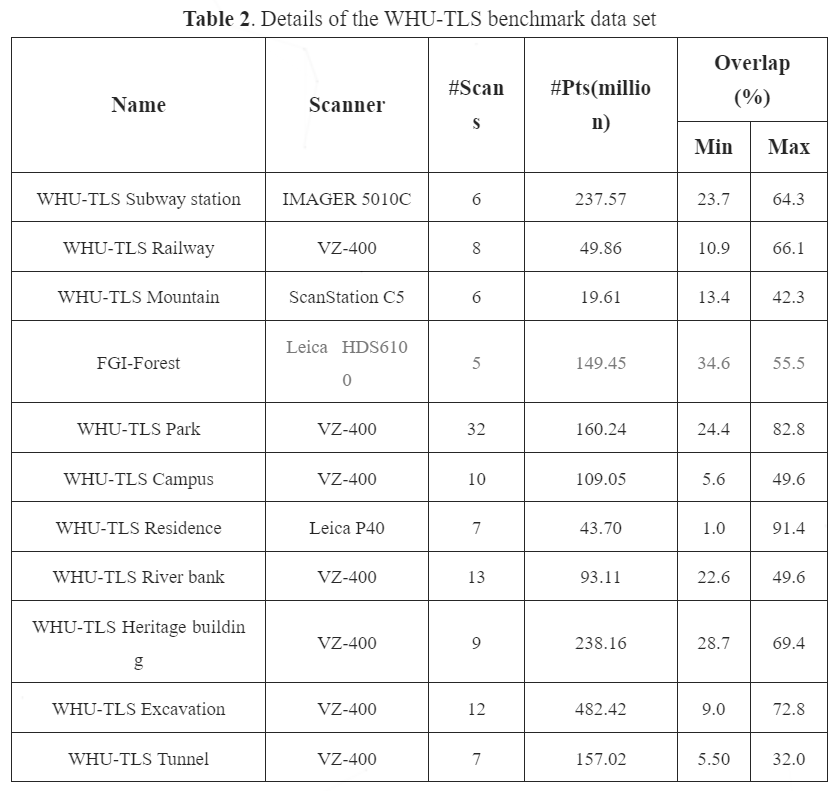 Table 2. Details of the WHU-TLS benchmark data set
Name Scanner #Scan #Pts(millio Overlap
s n) (%)
Min Max
WHU-TLS Subway station IMAGER 5010C 6 237.57 23.7 64.3
WHU-TLS Railway VZ-400 8 49.86 10.9 66.1
WHU-TLS Mountain ScanStation C5 6 19.61 13.4 42.3
FGI-Forest Leica HDS610 5 149.45 34.6 55.5
0
WHU-TLS Park VZ-400 32 160.24 24.4 82.8
WHU-TLS Campus VZ-400 10 109.05 5.6 49.6
WHU-TLS Residence Leica P40 7 43.70 1.0 91.4
WHU-TLS River bank VZ-400 13 93.11 22.6 49.6
WHU-TLS Heritage buildin VZ-400 9 238.16 28.7 69.4
g
WHU-TLS Excavation VZ-400 12 482.42 9.0 72.8
WHU-TLS Tunnel VZ-400 7 157.02 5.50 32.0